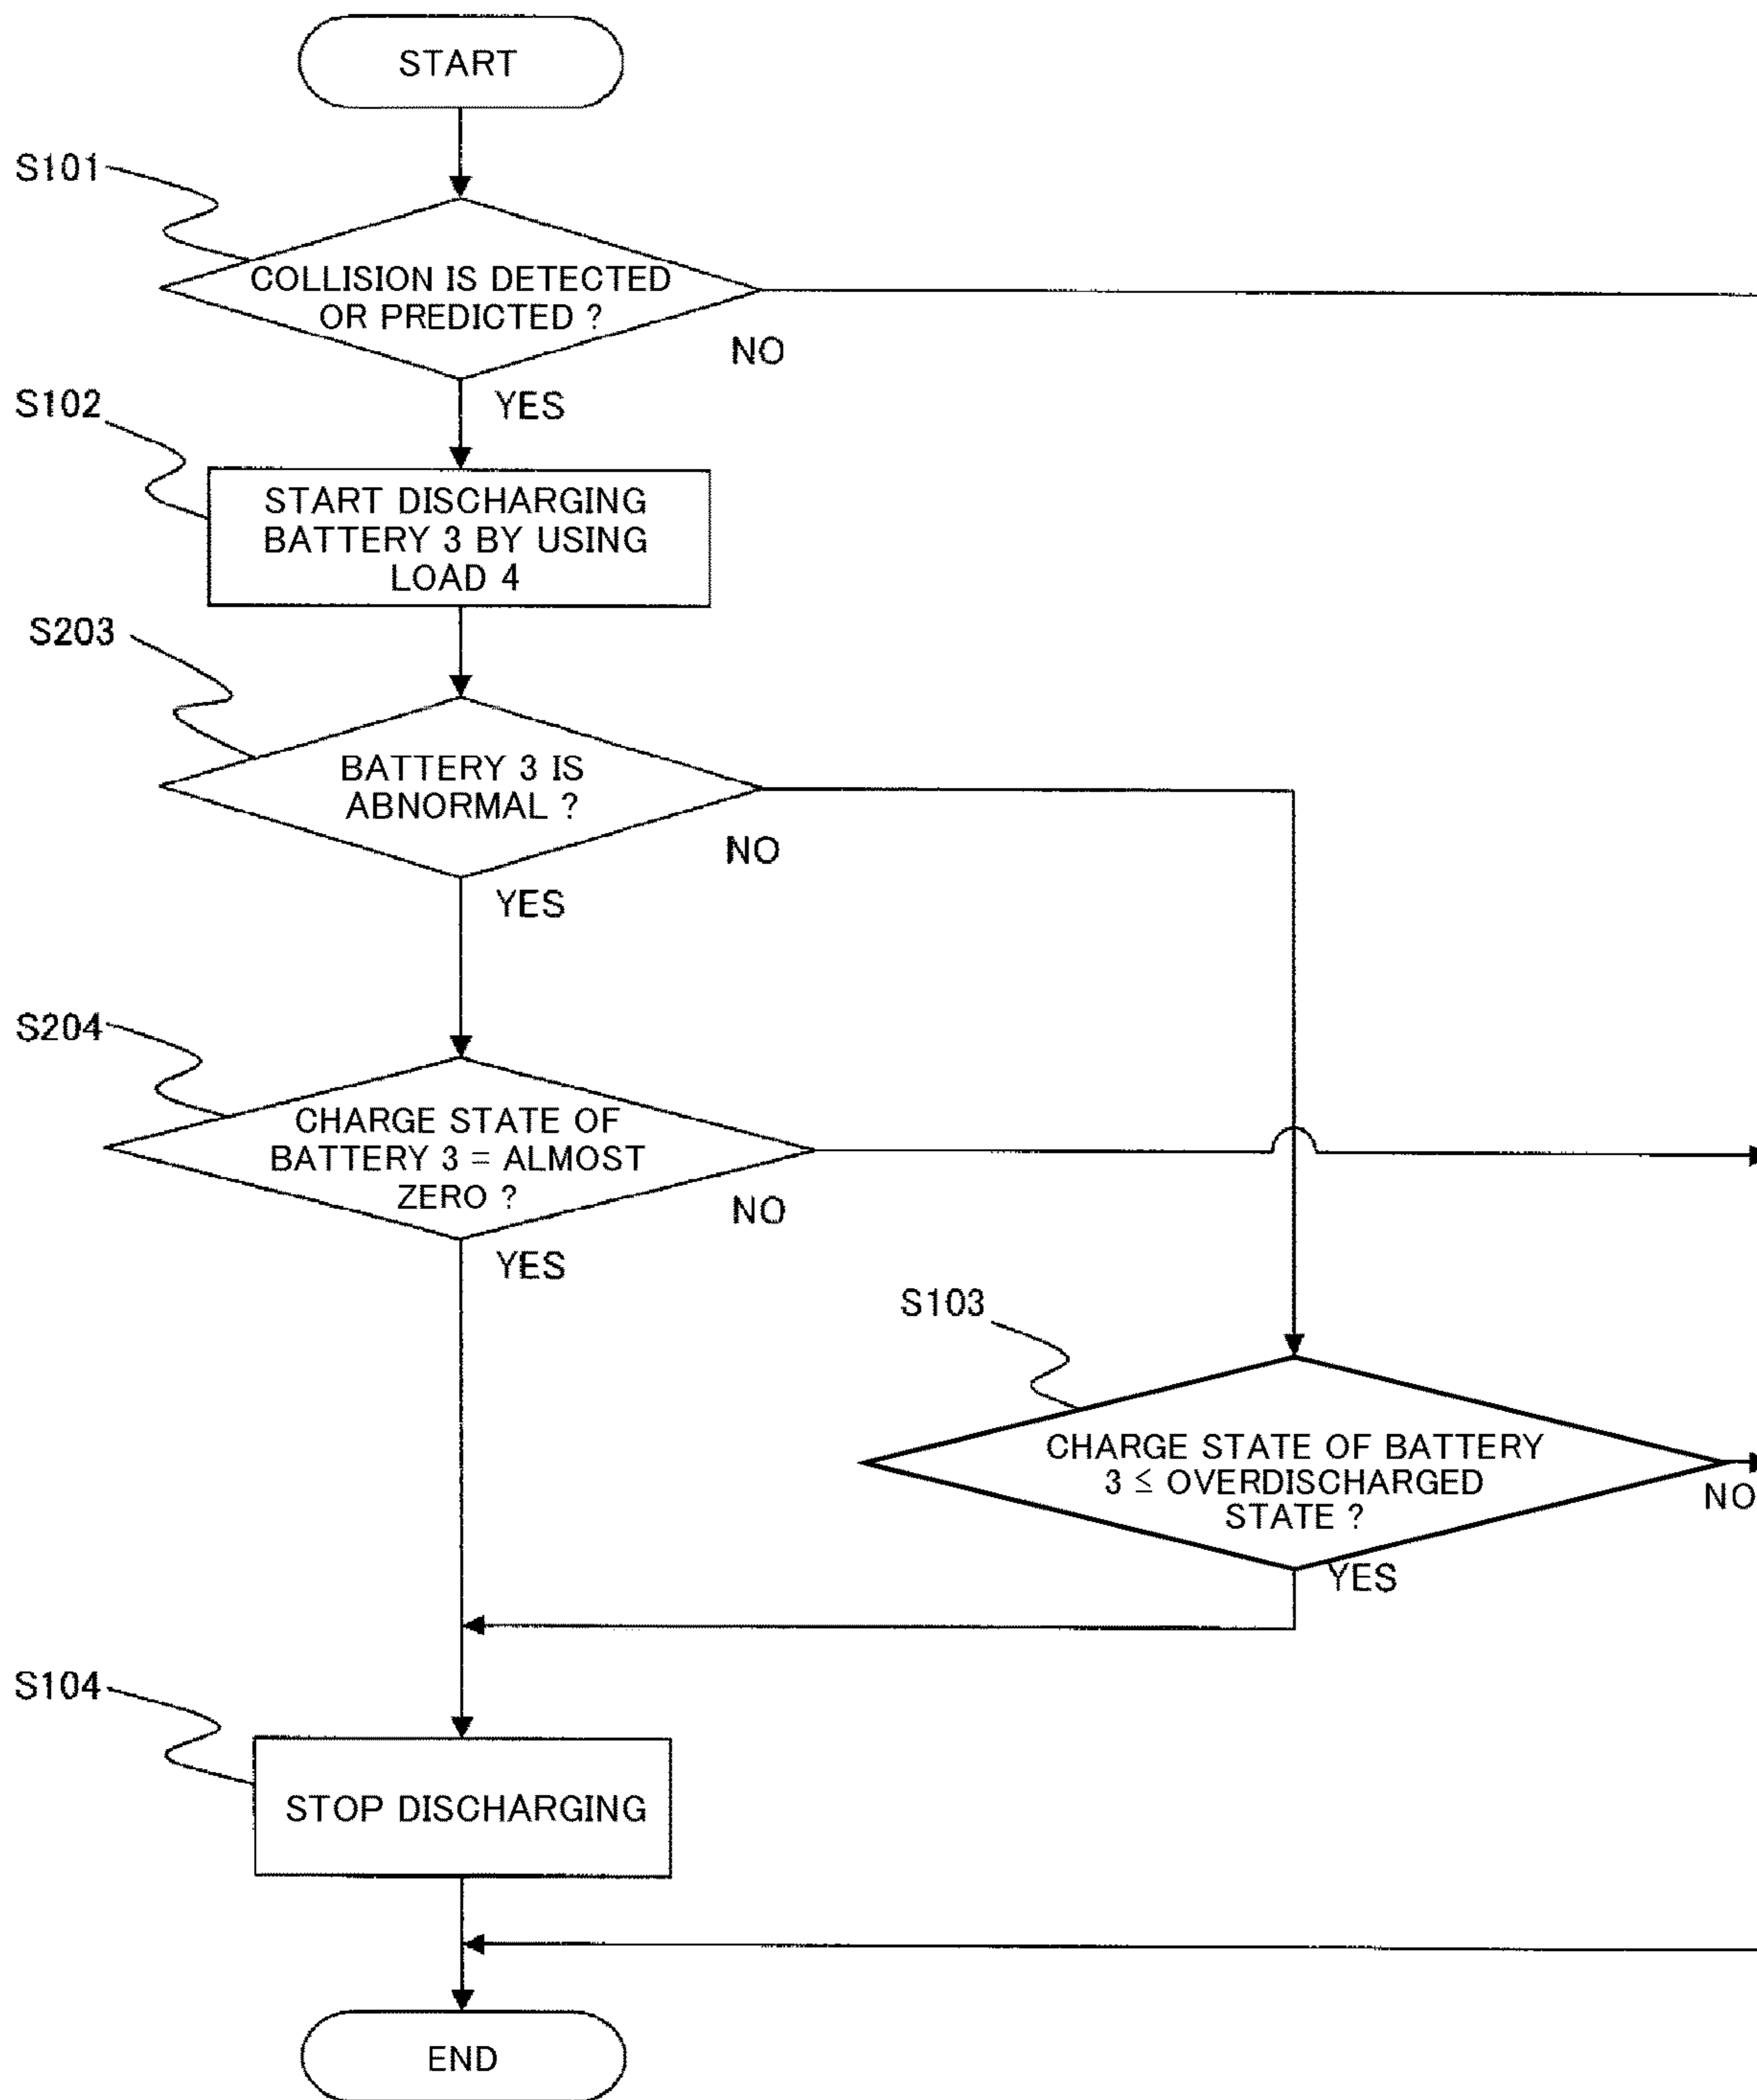 START
S101
COLLISION IS DETECTED
OR PREDICTED ?
NO
YES
S102
START DISCHARGING
BATTERY 3 BY USING
LOAD 4
S203
BATTERY 3 IS
ABNORMAL ?
NO
YES
S204
CHARGE STATE OF
BATTERY 3 = ALMOST
ZERO ?
NO
YES
S103
CHARGE STATE OF BATTERY
3 ≦ OVERDISCHARGED
STATE ?
NO
YES
S104
STOP DISCHARGING
END